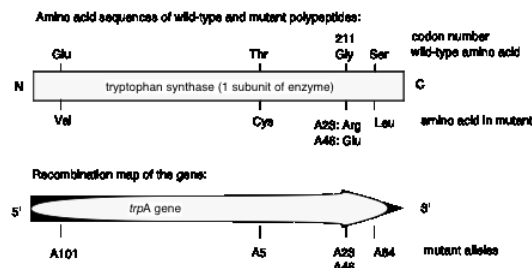 Amino acid sequences of wild-type and mutant polypeptides:
211 codon number
Glu Thr Gly Ser wild-type amino acid
N tryptophan synthase (1 subunit of enzyme) C
Val Cys A23: Arg Leu amino acid in mutant
A46: Glu
Recombination map of the gene:
5' trpA gene 3'
A101 A5 A23 A84 mutant alleles
A46